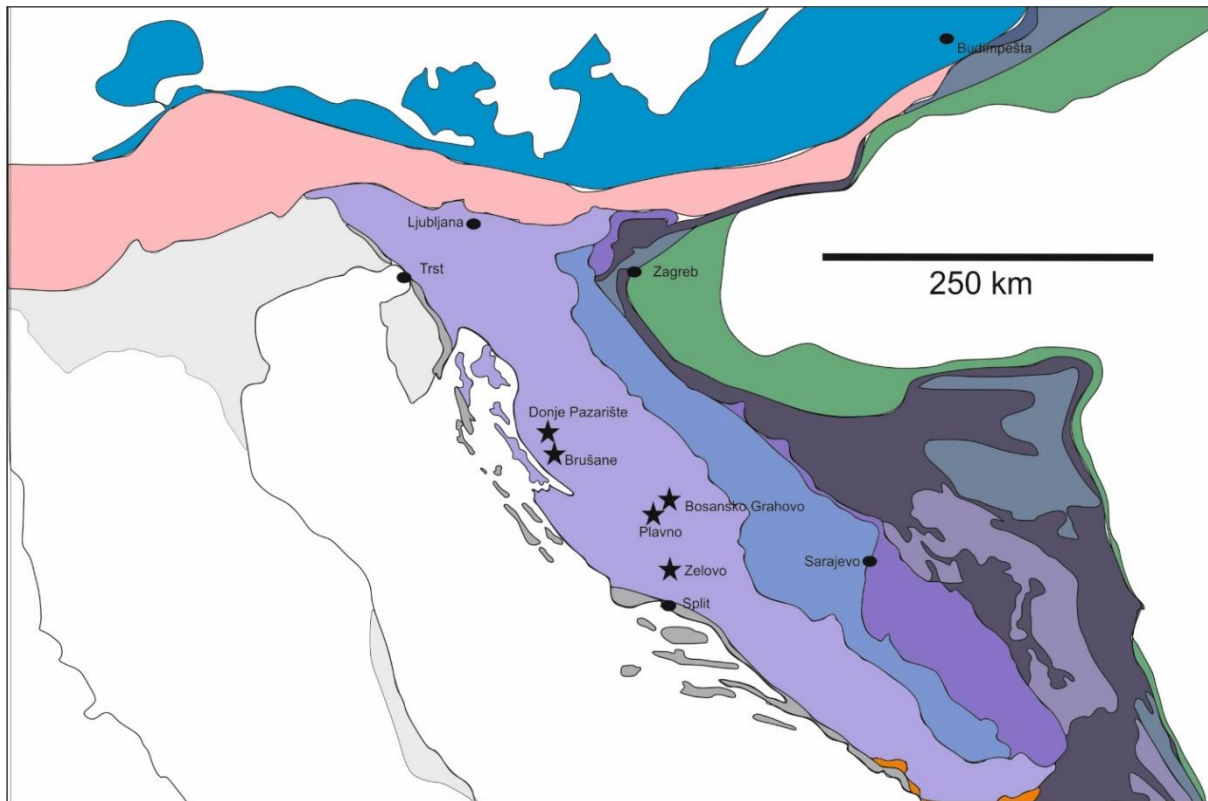 Budimpešta
Ljubljana
Trst
Zagreb
250 km
Donje Pazarište
Brušane
Bosansko Grahovo
Plavno
Sarajevo
Zelovo
Split